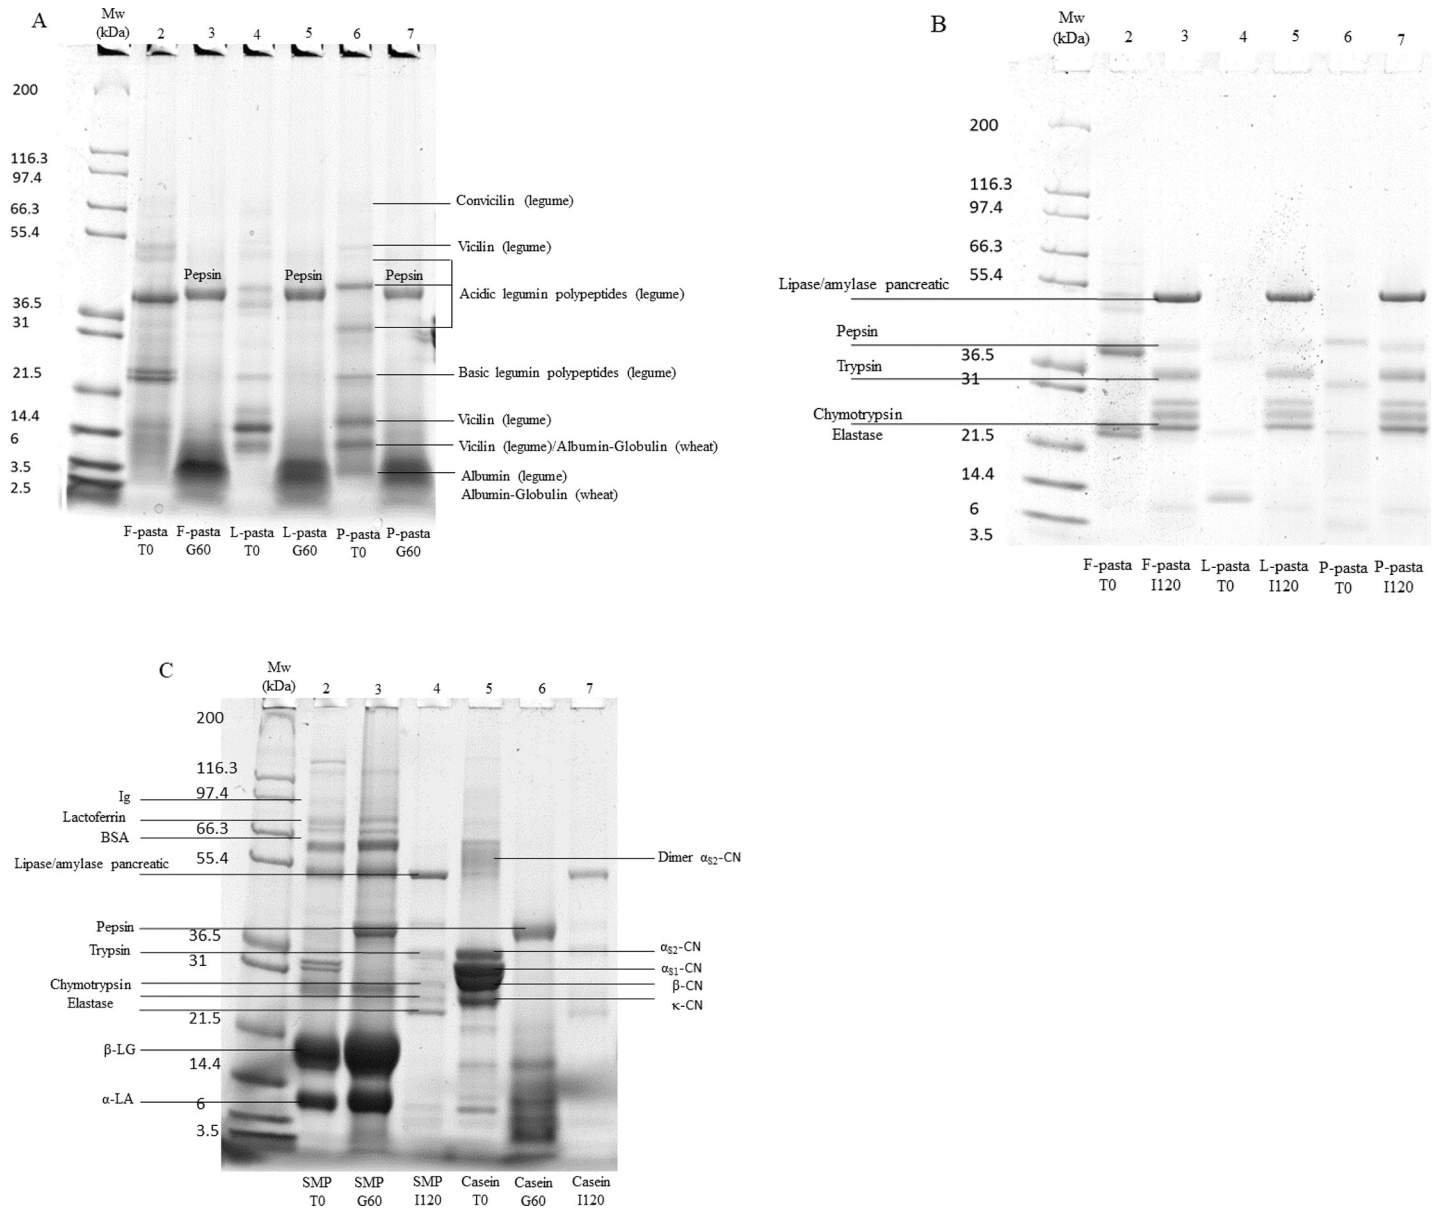 A
Mw
(kDa)
2 3 4 5 6 7
200
116.3
97.4
66.3
55.4
36.5
31
21.5
14.4
6
3.5
2.5
Pepsin Pepsin Pepsin
Convicilin (legume)
Vicilin (legume)
Acidic legumin polypeptides (legume)
Basic legumin polypeptides (legume)
Vicilin (legume)
Vicilin (legume)/Albumin-Globulin (wheat)
Albumin (legume)
Albumin-Globulin (wheat)
F-pasta F-pasta L-pasta L-pasta P-pasta P-pasta
T0 G60 T0 G60 T0 G60
B
Mw
(kDa)
2 3 4 5 6 7
200
116.3
97.4
66.3
55.4
Lipase/amylase pancreatic
Pepsin
36.5
Trypsin
31
Chymotrypsin
Elastase
21.5
14.4
6
3.5
F-pasta F-pasta L-pasta L-pasta P-pasta P-pasta
T0 I120 T0 I120 T0 I120
C
Mw
(kDa)
2 3 4 5 6 7
200
116.3
97.4
Ig
Lactoferrin
66.3
BSA
55.4
Lipase/amylase pancreatic
Dimer αS2-CN
Pepsin
36.5
Trypsin
αS2-CN
31
αS1-CN
Chymotrypsin
β-CN
Elastase
κ-CN
21.5
β-LG
14.4
α-LA
6
3.5
SMP SMP SMP Casein Casein Casein
T0 G60 I120 T0 G60 I120